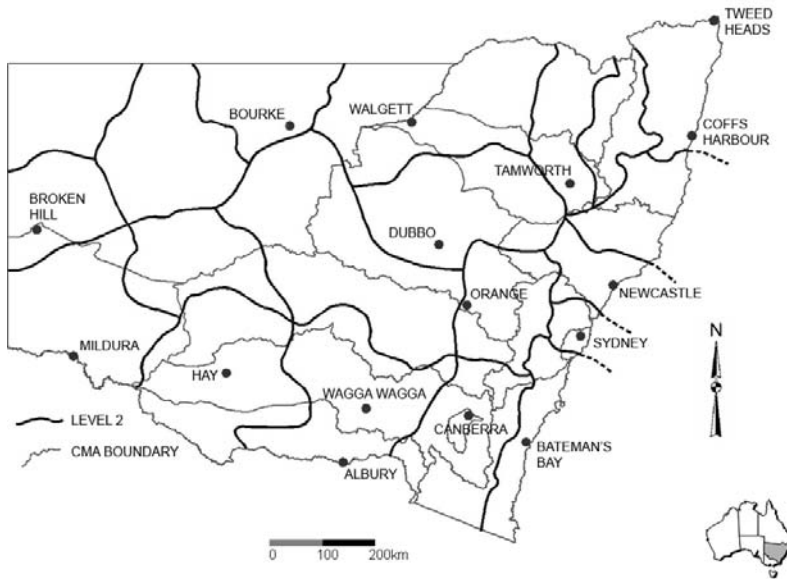 TWEED
HEADS
BOURKE
WALGETT
COFFS
HARBOUR
TAMWORTH
BROKEN
HILL
DUBBO
ORANGE
NEWCASTLE
N
SYDNEY
MILDURA
HAY
WAGGA WAGGA
LEVEL 2
CANBERRA
CMA BOUNDARY
BATEMAN'S
BAY
ALBURY
0 100 200km